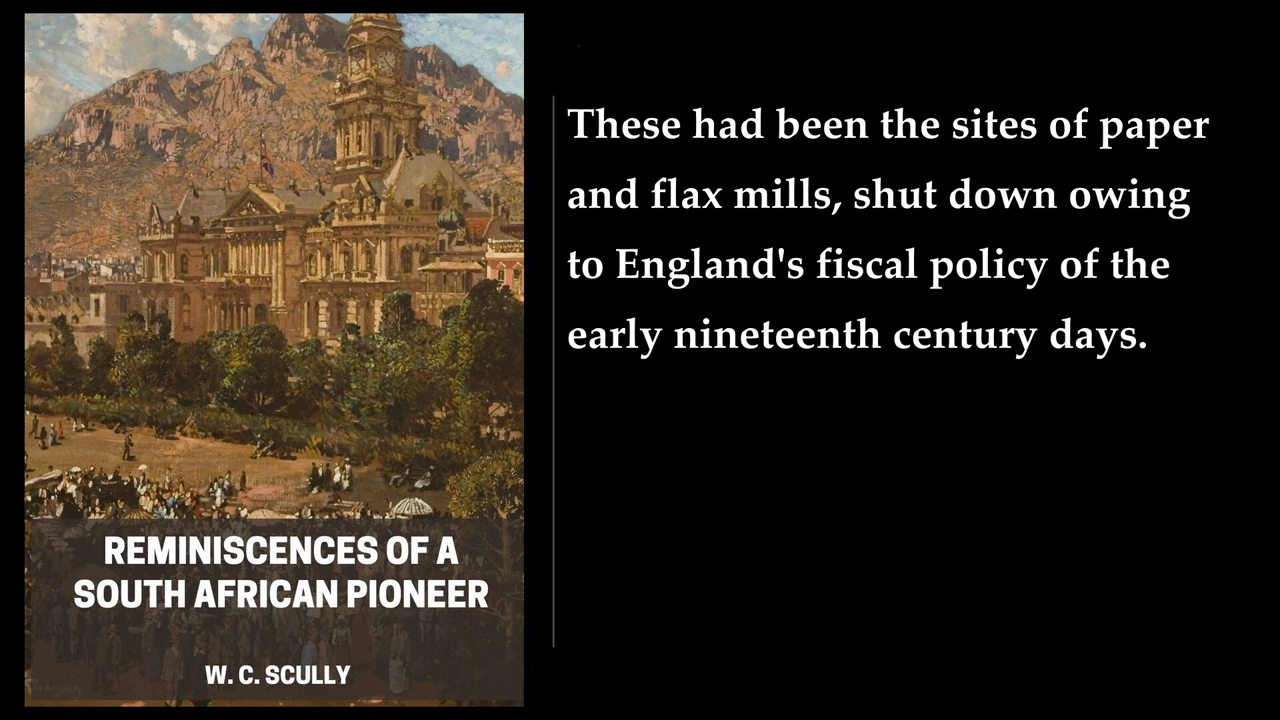 These had been the sites of paper
and flax mills, shut down owing
to England's fiscal policy of the
early nineteenth century days.
REMINISCENCES OF A
SOUTH AFRICAN PIONEER
W. C. SCULLY